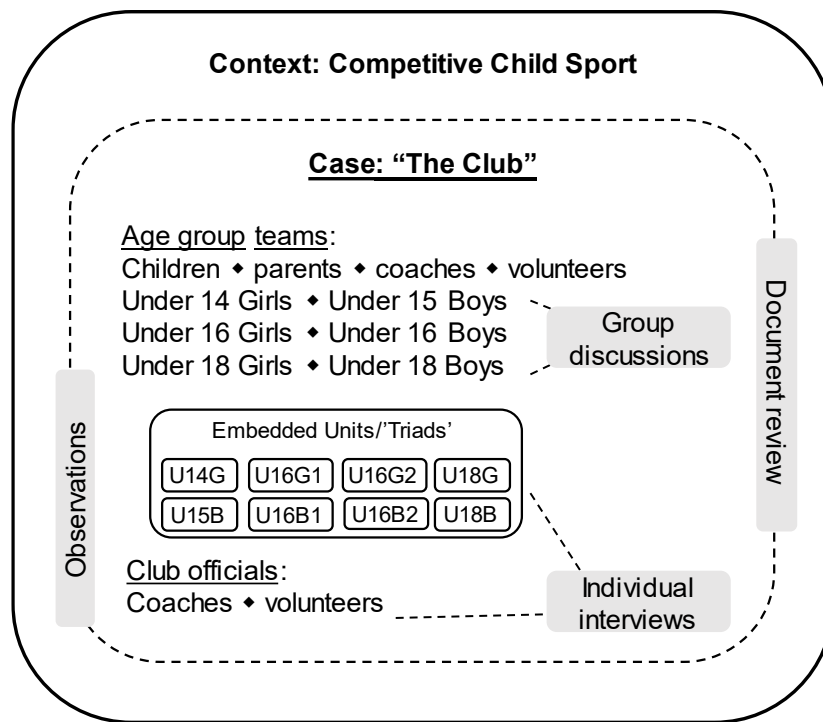 Context: Competitive Child Sport
Case: “The Club”
Age group teams:
Children ◆ parents ◆ coaches ◆ volunteers
Under 14 Girls ◆ Under 15 Boys
Under 16 Girls ◆ Under 16 Boys
Under 18 Girls ◆ Under 18 Boys
Group
discussions
Document review
Observations
Embedded Units/’Triads’
U14G U16G1 U16G2 U18G
U15B U16B1 U16B2 U18B
Club officials:
Coaches ◆ volunteers
Individual
interviews